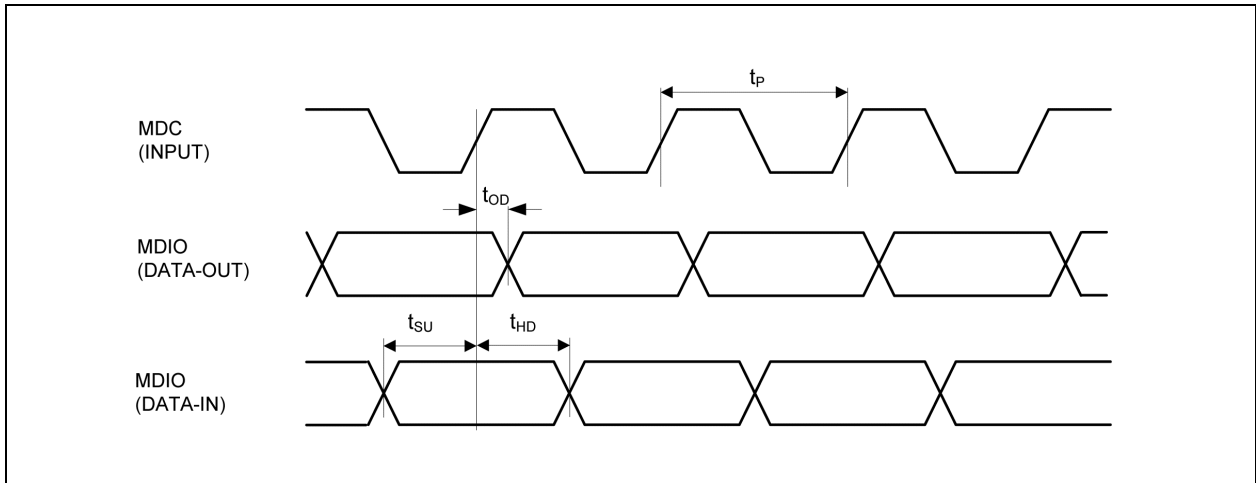 tP
MDC
(INPUT)
tOD
MDIO
(DATA-OUT)
tSU
tHD
MDIO
(DATA-IN)